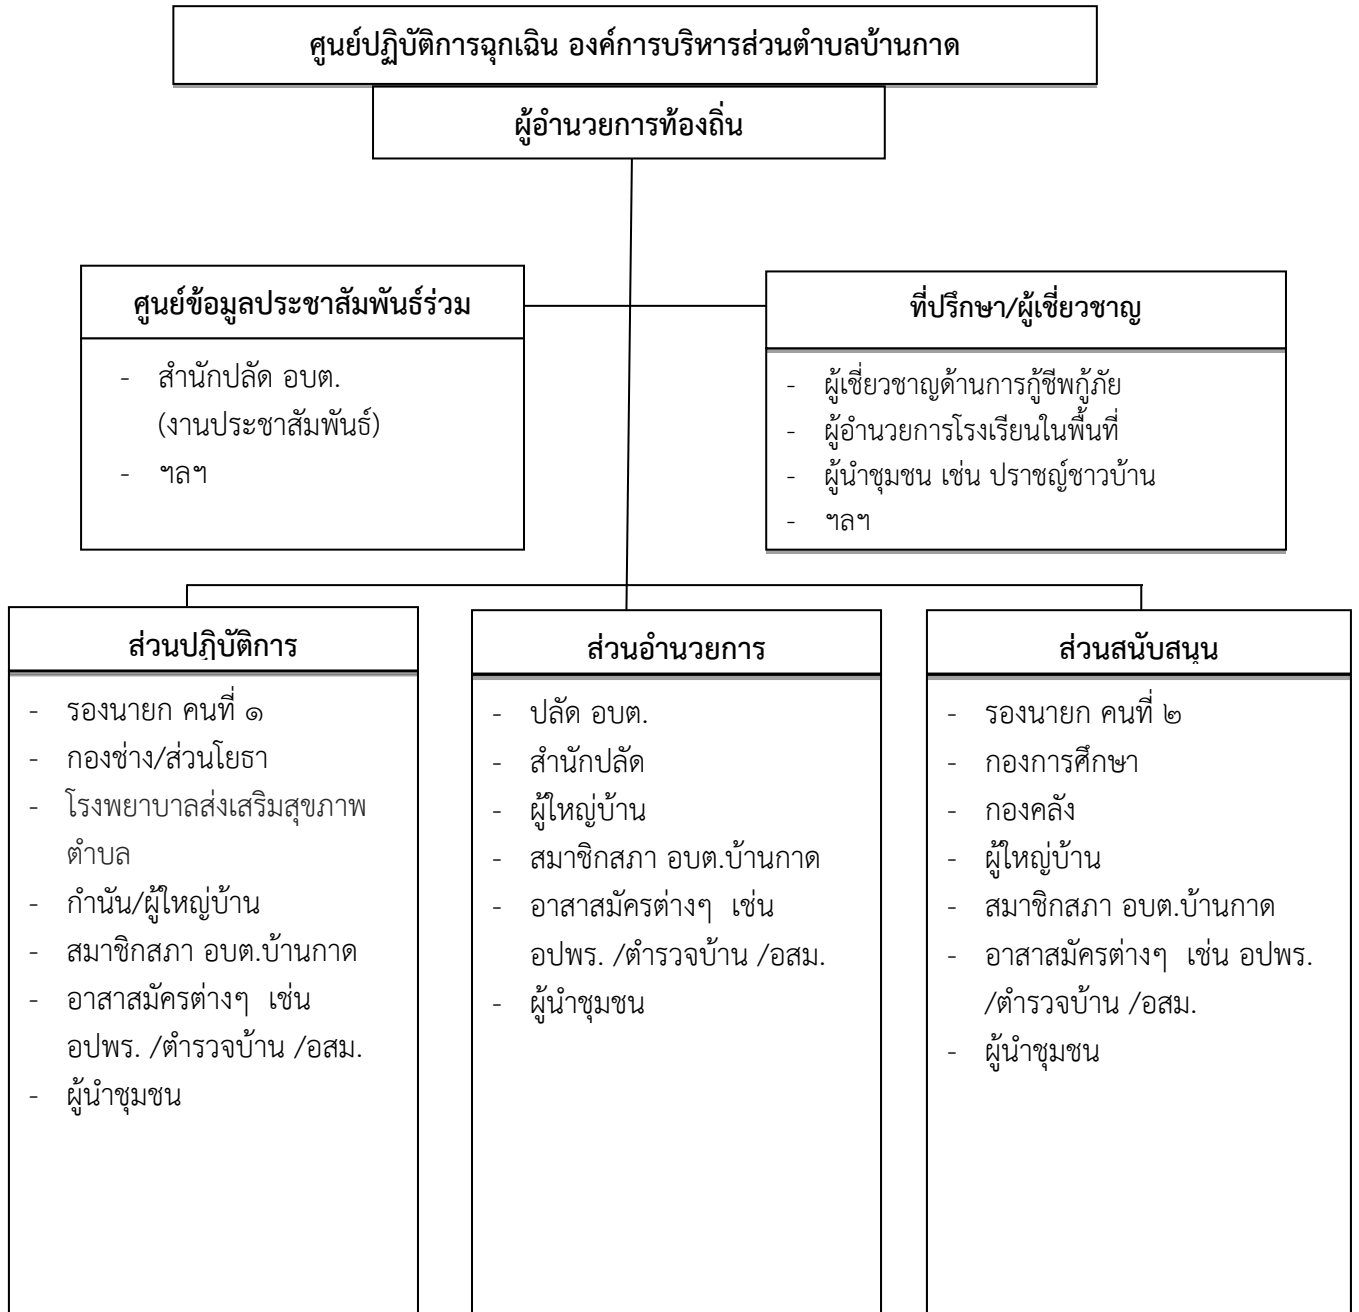 ศูนย์ปฏิบัติการฉุกเฉิน องค์การบริหารส่วนตำบลบ้านกาด
ผู้อำนวยการท้องถิ่น
ศูนย์ข้อมูลประชาสัมพันธ์ร่วม
- สำนักปลัด อบต.
(งานประชาสัมพันธ์)
- ฯลฯ
ที่ปรึกษา/ผู้เชี่ยวชาญ
- ผู้เชี่ยวชาญด้านการกู้ชีพกู้ภัย
- ผู้อำนวยการโรงเรียนในพื้นที่
- ผู้นำชุมชน เช่น ปราชญ์ชาวบ้าน
- ฯลฯ
ส่วนปฏิบัติการ
- รองนายก คนที่ ๑
- กองช่าง/ส่วนโยธา
- โรงพยาบาลส่งเสริมสุขภาพ
ตำบล
- กำนัน/ผู้ใหญ่บ้าน
- สมาชิกสภา อบต.บ้านกาด
- อาสาสมัครต่างๆ เช่น
อปพร. /ตำรวจบ้าน /อสม.
- ผู้นำชุมชน
ส่วนอำนวยการ
- ปลัด อบต.
- สำนักปลัด
- ผู้ใหญ่บ้าน
- สมาชิกสภา อบต.บ้านกาด
- อาสาสมัครต่างๆ เช่น
อปพร. /ตำรวจบ้าน /อสม.
- ผู้นำชุมชน
ส่วนสนับสนุน
- รองนายก คนที่ ๒
- กองการศึกษา
- กองคลัง
- ผู้ใหญ่บ้าน
- สมาชิกสภา อบต.บ้านกาด
- อาสาสมัครต่างๆ เช่น อปพร.
/ตำรวจบ้าน /อสม.
- ผู้นำชุมชน